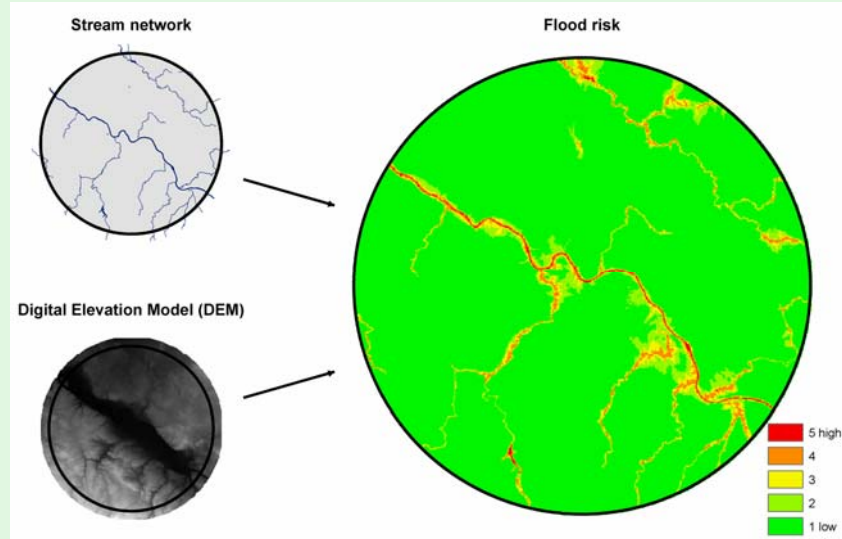 Stream network
Flood risk
Digital Elevation Model (DEM)
5 high
4
3
2
1 low